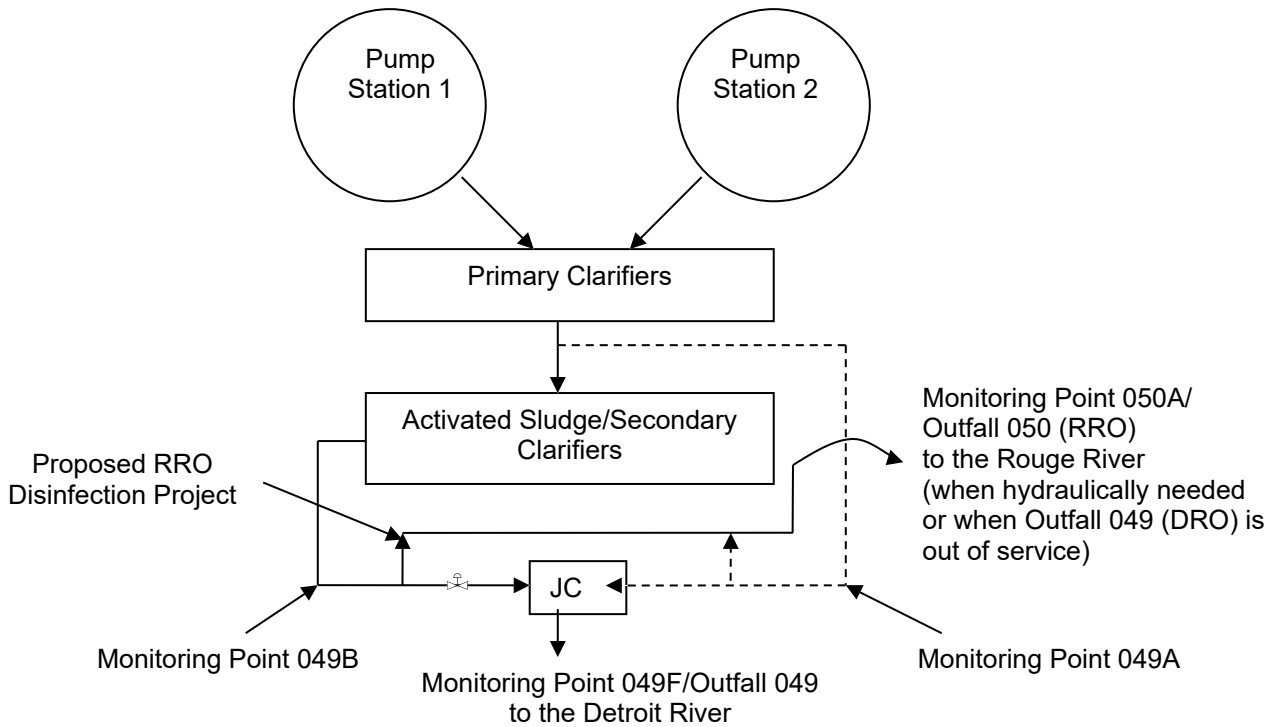 Pump
Station 1
Pump
Station 2
Primary Clarifiers
Activated Sludge/Secondary
Clarifiers
Monitoring Point 050A/
Outfall 050 (RRO)
to the Rouge River
(when hydraulically needed
or when Outfall 049 (DRO) is
out of service)
Proposed RRO
Disinfection Project
JC
Monitoring Point 049B
Monitoring Point 049A
Monitoring Point 049F/Outfall 049
to the Detroit River